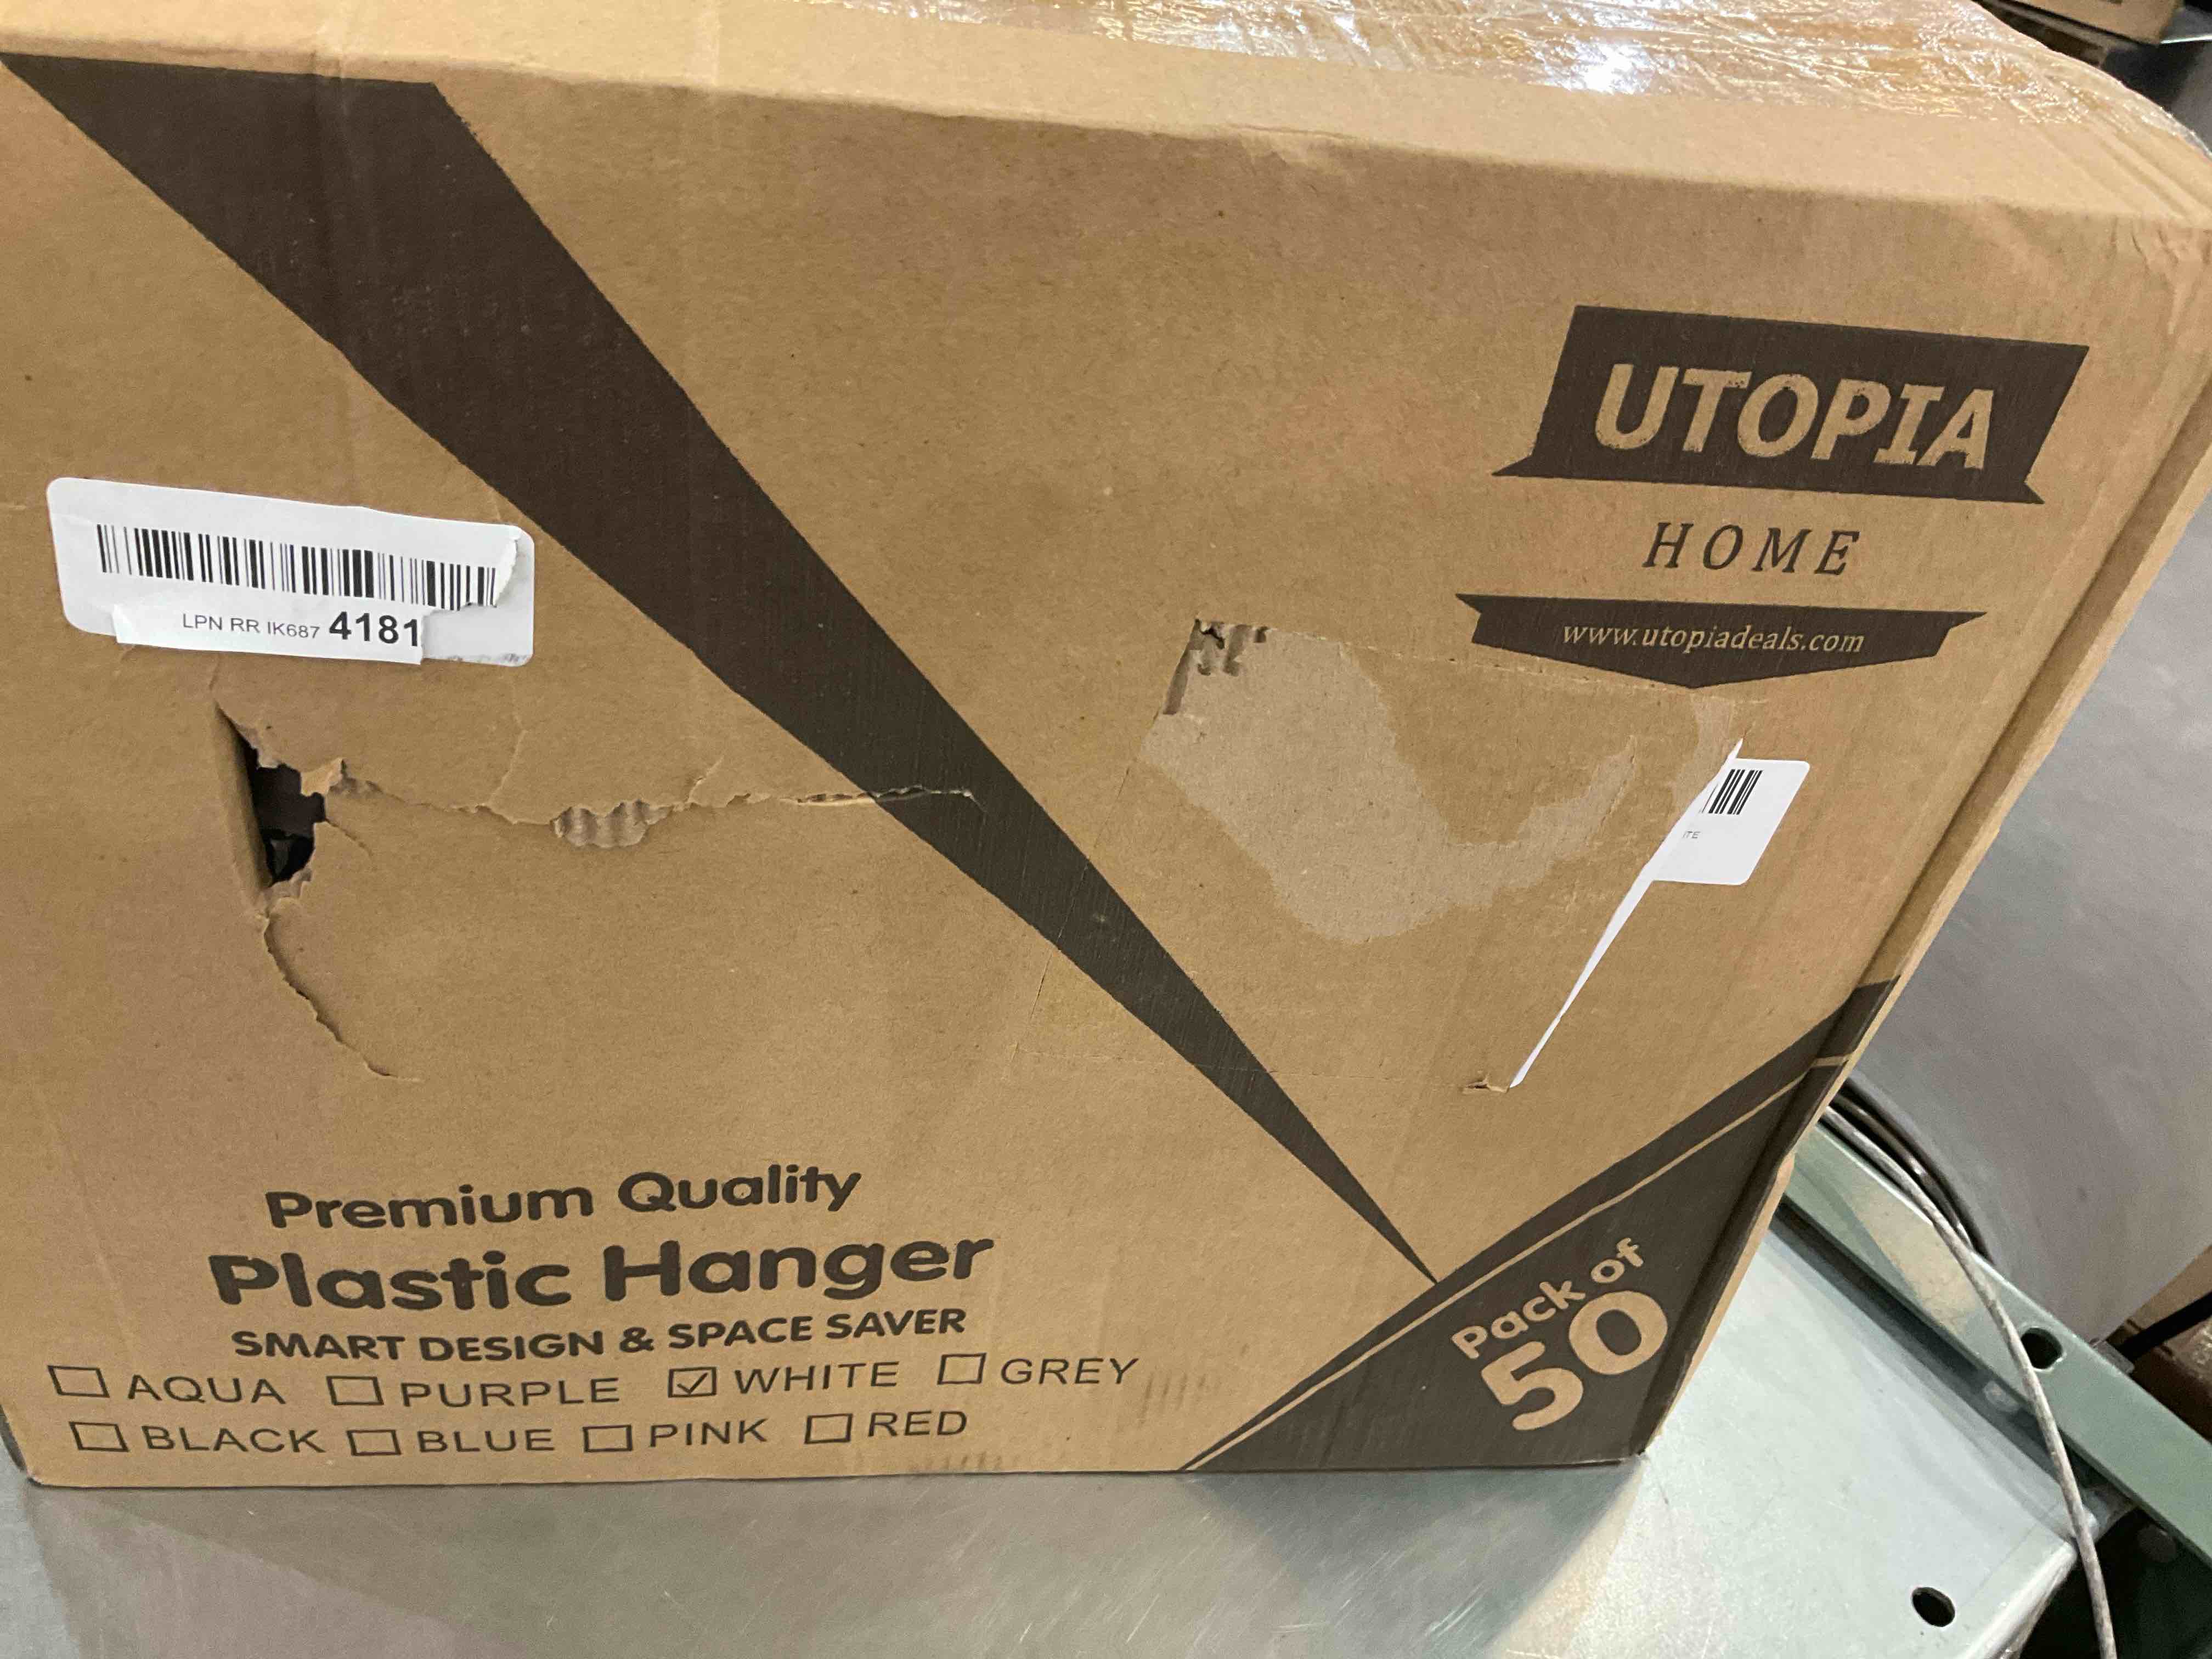 UTOPIA
HOME
www.utopiadeals.com
LPN RR IK687 4181
ITE
Premium Quality
Plastic Hanger
SMART DESIGN & SPACE SAVER
AQUA PURPLE WHITE GREY
BLACK BLUE PINK RED
Pack of
50